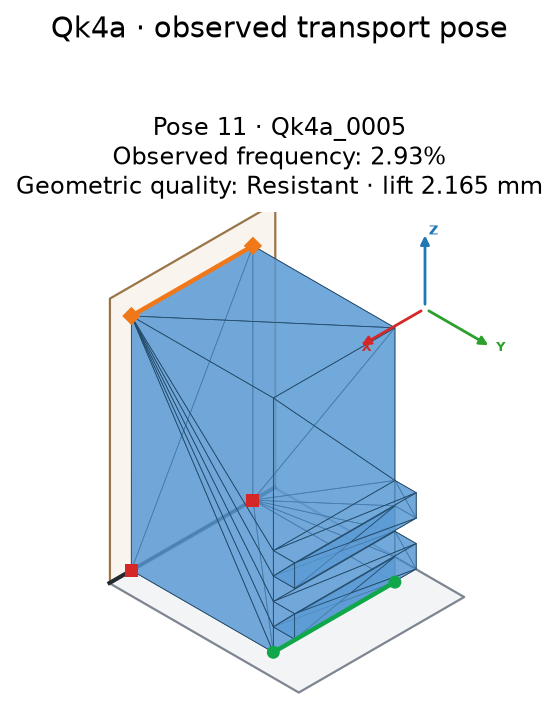 Qk4a · observed transport pose
Pose 11 · Qk4a_0005
Observed frequency: 2.93%
Geometric quality: Resistant · lift 2.165 mm
Z
X
Y